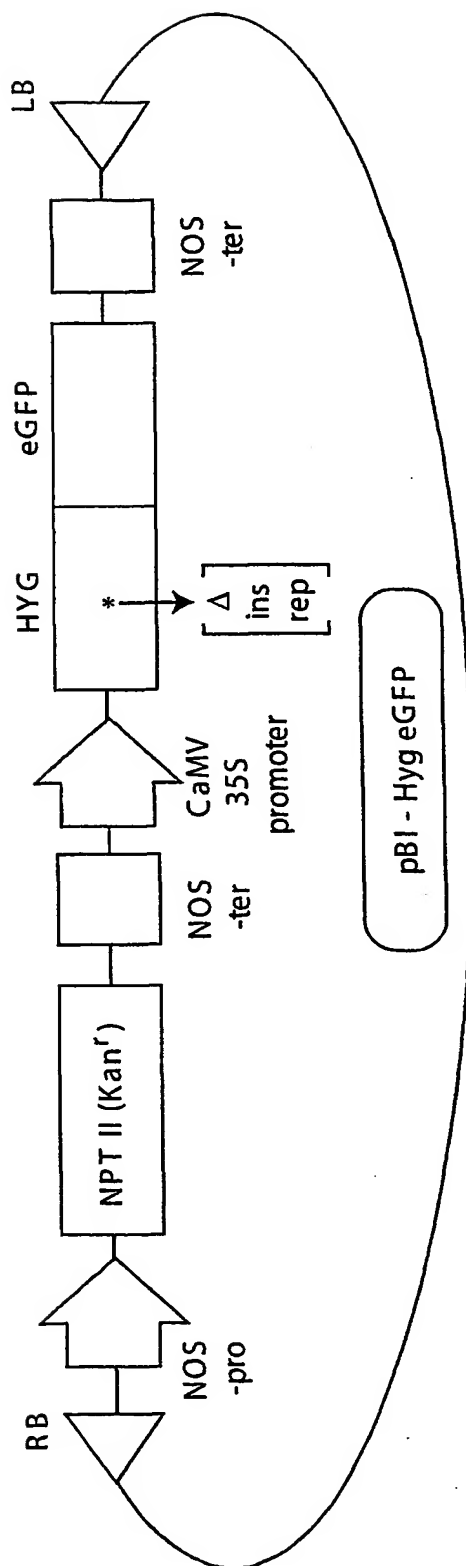 RB
NOS
-pro
NPT II (Kanʳ)
NOS
-ter
CaMV
35S
promoter
HYG
*
Δ
ins
rep
eGFP
NOS
-ter
LB
pBI - Hyg eGFP